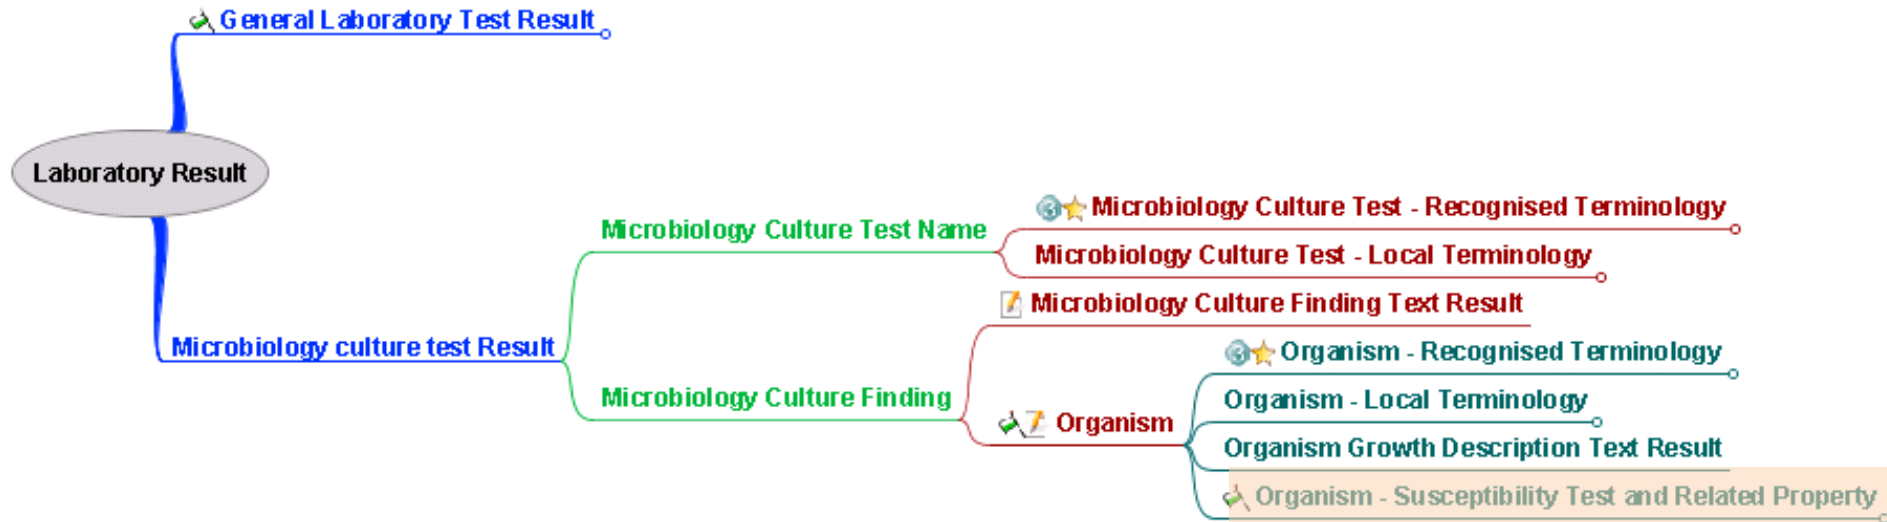 General Laboratory Test Result
Laboratory Result
Microbiology culture test Result
Microbiology Culture Test Name
Microbiology Culture Test - Recognised Terminology
Microbiology Culture Test - Local Terminology
Microbiology Culture Finding
Microbiology Culture Finding Text Result
Organism
Organism - Recognised Terminology
Organism - Local Terminology
Organism Growth Description Text Result
Organism - Susceptibility Test and Related Property